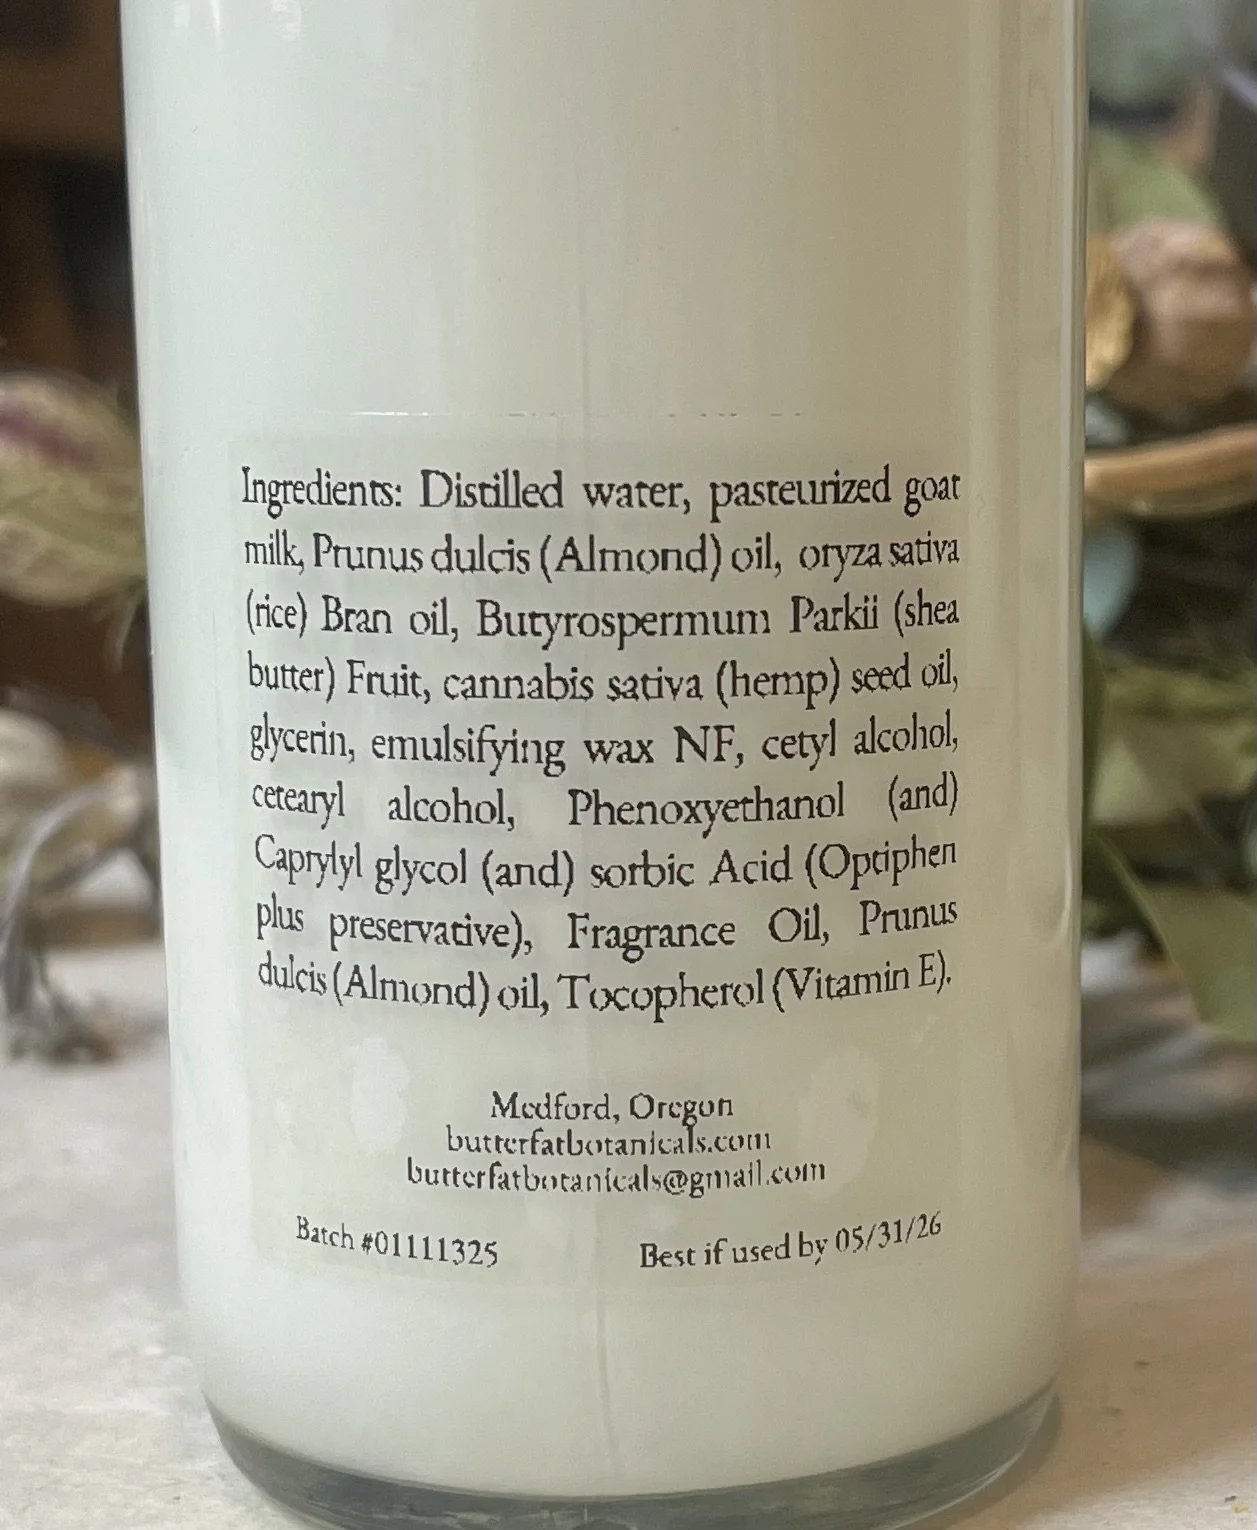 Ingredients: Distilled water, pasteurized goat
milk, Prunus dulcis (Almond) oil, oryza sativa
(rice) Bran oil, Butyrospermum Parkii (shea
butter) Fruit, cannabis sativa (hemp) seed oil,
glycerin, emulsifying wax NF, cetyl alcohol,
cetearyl alcohol, Phenoxyethanol (and)
Caprylyl glycol (and) sorbic Acid (Optiphen
plus preservative), Fragrance Oil, Prunus
dulcis (Almond) oil, Tocopherol (Vitamin E).
Medford, Oregon
butterfatbotanicals.com
butterfatbotanicals@gmail.com
Batch #01111325 Best if used by 05/31/26